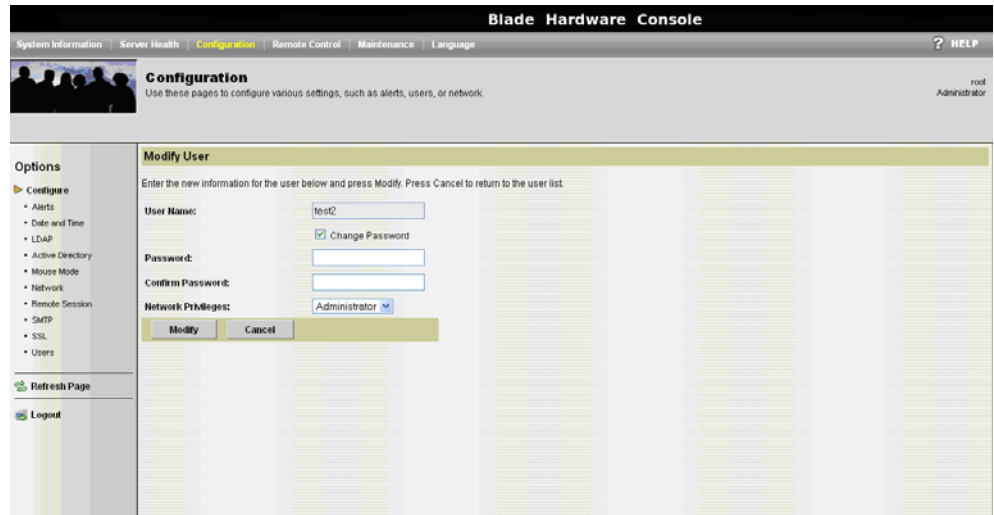 Blade Hardware Console
System Information | Server Health | Configuration | Remote Control | Maintenance | Language
? HELP
Configuration
Use these pages to configure various settings, such as alerts, users, or network.
root
Administrator
Options
Configure
• Alerts
• Date and Time
• LDAP
• Active Directory
• Mouse Mode
• Network
• Remote Session
• SMTP
• SSL
• Users
Refresh Page
Logout
Modify User
Enter the new information for the user below and press Modify. Press Cancel to return to the user list.
User Name: test2
Change Password
Password:
Confirm Password:
Network Privileges: Administrator
Modify Cancel